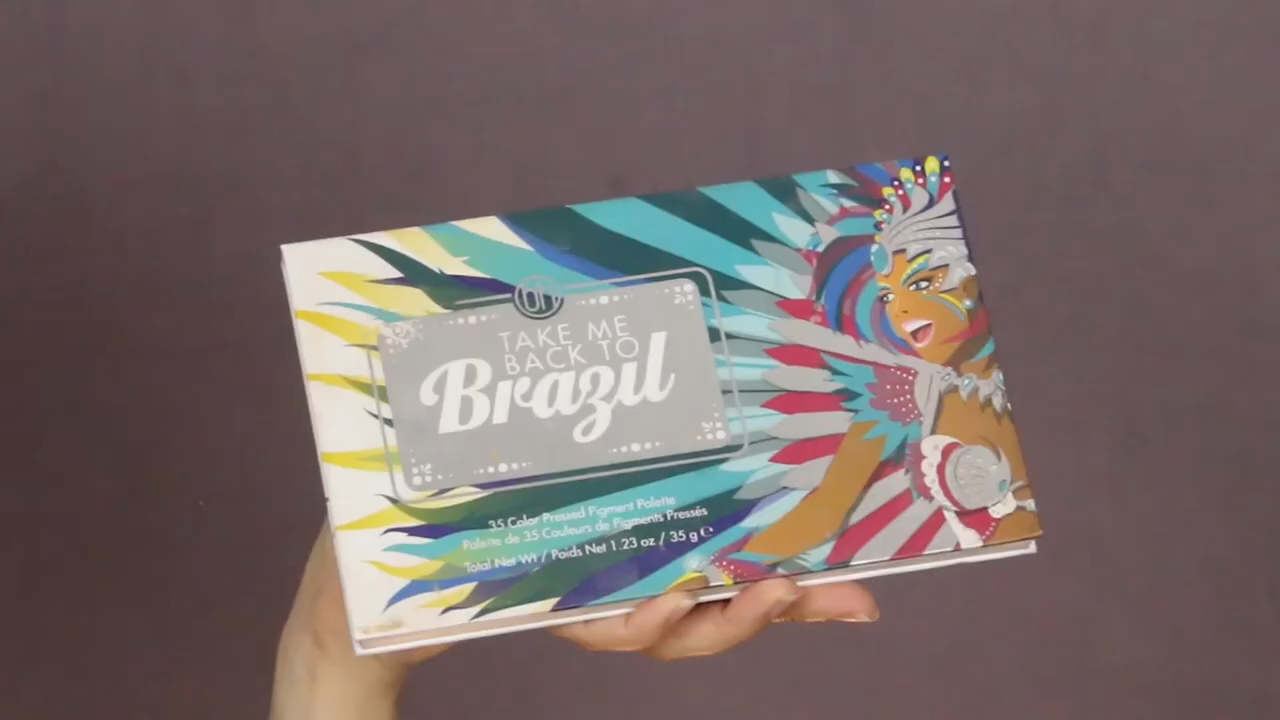 bh
TAKE ME
BACK TO
Brazil
35 Color Pressed Pigment Palette
Palette de 35 Couleurs de Pigments Pressés
Total Net Wt / Poids Net 1.23 oz / 35 g ℮